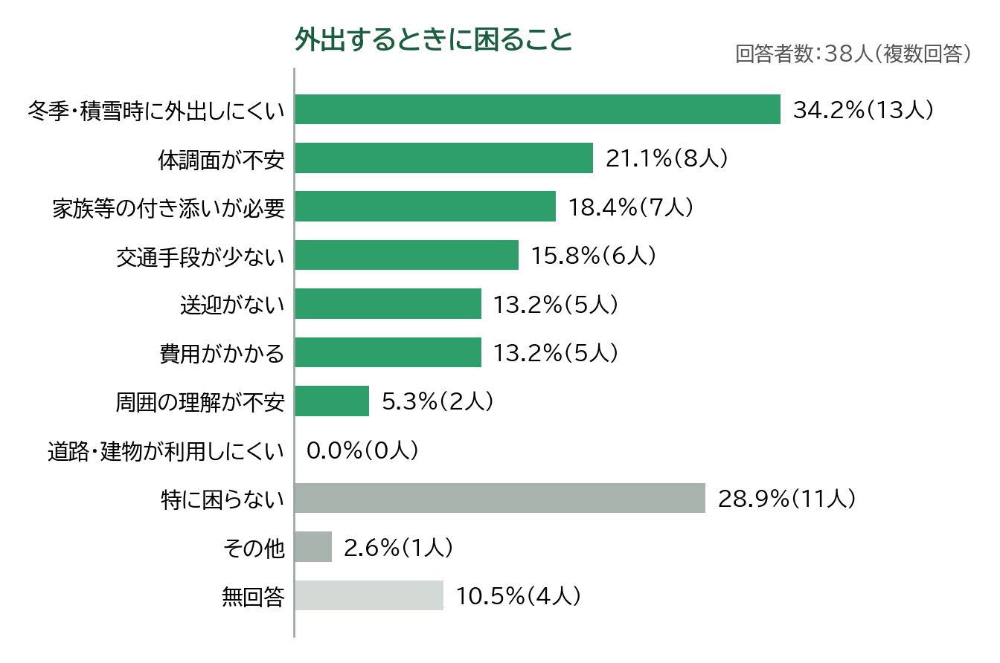 外出するときに困ること
回答者数：38人（複数回答）
冬季・積雪時に外出しにくい 34.2%（13人）
体調面が不安 21.1%（8人）
家族等の付き添いが必要 18.4%（7人）
交通手段が少ない 15.8%（6人）
送迎がない 13.2%（5人）
費用がかかる 13.2%（5人）
周囲の理解が不安 5.3%（2人）
道路・建物が利用しにくい 0.0%（0人）
特に困らない 28.9%（11人）
その他 2.6%（1人）
無回答 10.5%（4人）